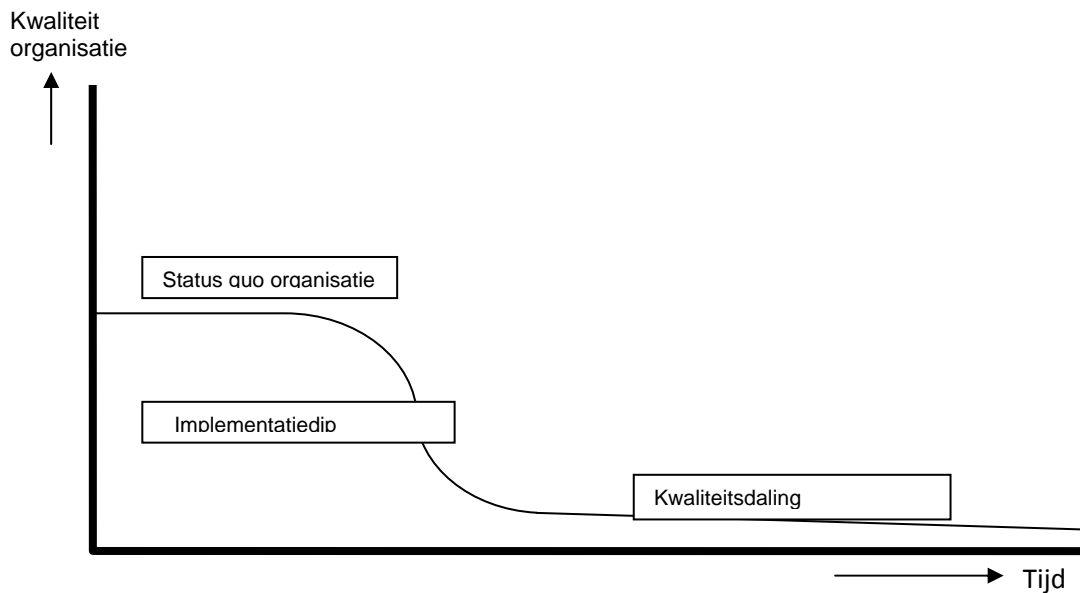 Kwaliteit
organisatie
Status quo organisatie
Implementatiedip
Kwaliteitsdaling
Tijd